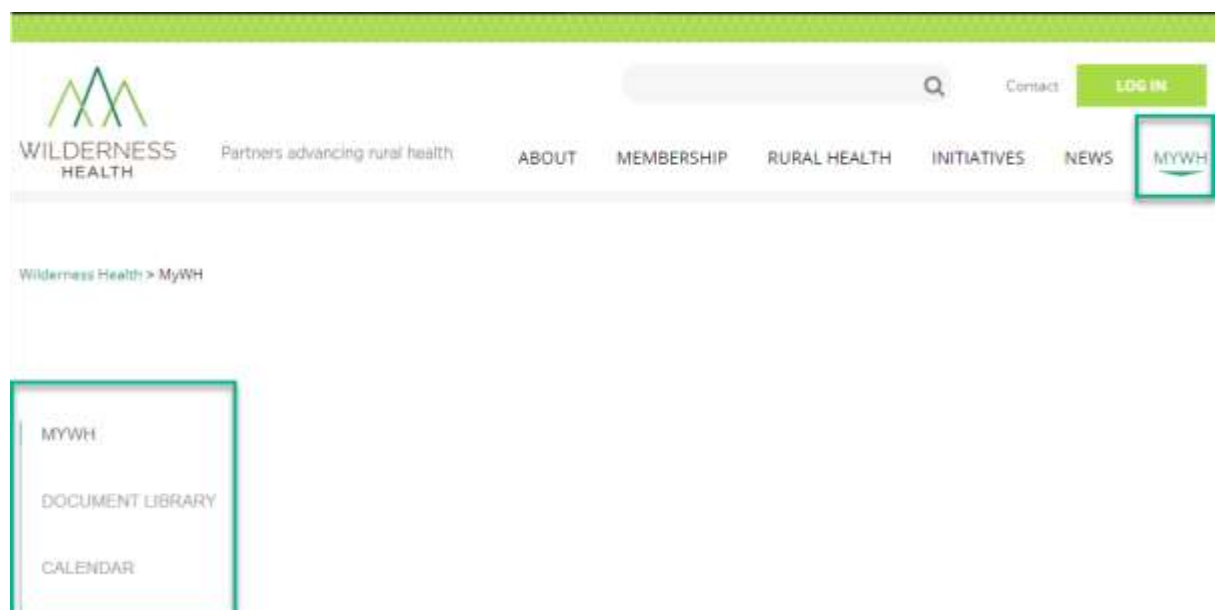 Contact
LOG IN
WILDERNESS
HEALTH
Partners advancing rural health
ABOUT
MEMBERSHIP
RURAL HEALTH
INITIATIVES
NEWS
MYWH
Wilderness Health > MyWH
MYWH
DOCUMENT LIBRARY
CALENDAR